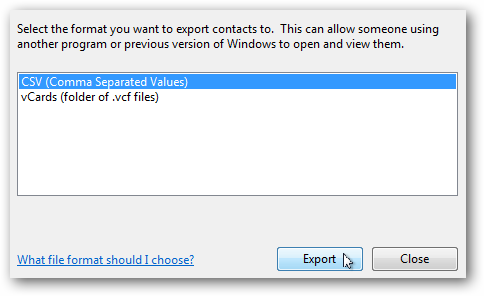 Select the format you want to export contacts to.  This can allow someone using
another program or previous version of Windows to open and view them.
CSV (Comma Separated Values)
vCards (folder of .vcf files)
What file format should I choose?
Export
Close